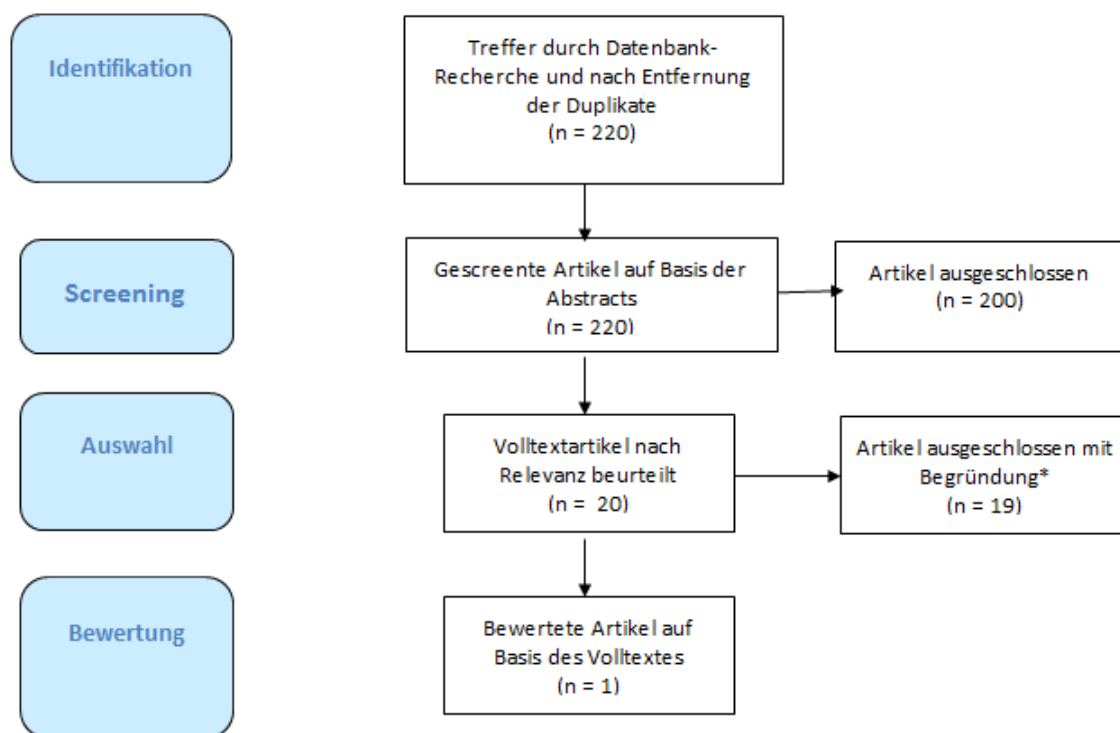 Identifikation
Treffer durch Datenbank-
Recherche und nach Entfernung
der Duplikate
(n = 220)
Screening
Gescreente Artikel auf Basis der
Abstracts
(n = 220)
Artikel ausgeschlossen
(n = 200)
Auswahl
Volltextartikel nach
Relevanz beurteilt
(n =  20)
Artikel ausgeschlossen mit
Begründung*
(n = 19)
Bewertung
Bewertete Artikel auf
Basis des Volltextes
(n = 1)